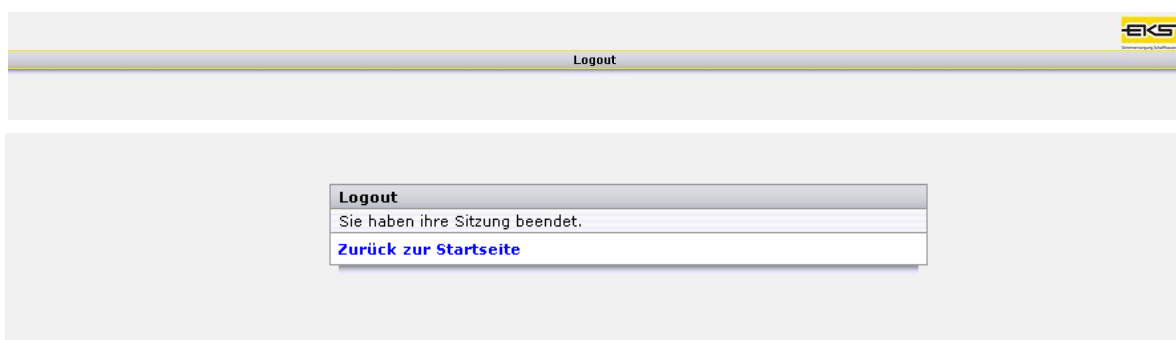 EKS
Logout
Logout
Sie haben ihre Sitzung beendet.
Zurück zur Startseite